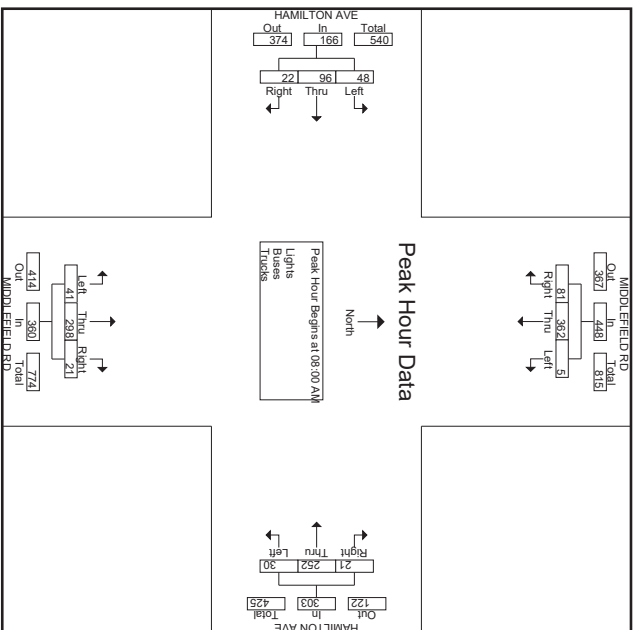 HAMILTON AVE
Out In Total
374 166 540
22 96 48
Right Thru Left
MIDDLEFIELD RD
Out In Total
414 360 774
41 298 21
Left Thru Right
Peak Hour Data
North
Peak Hour Begins at 08:00 AM
Lights
Buses
Trucks
MIDDLEFIELD RD
Out In Total
367 448 815
81 362 5
Right Thru Left
Left Thru Right
30 252 21
Total In Out
425 303 122
HAMILTON AVE